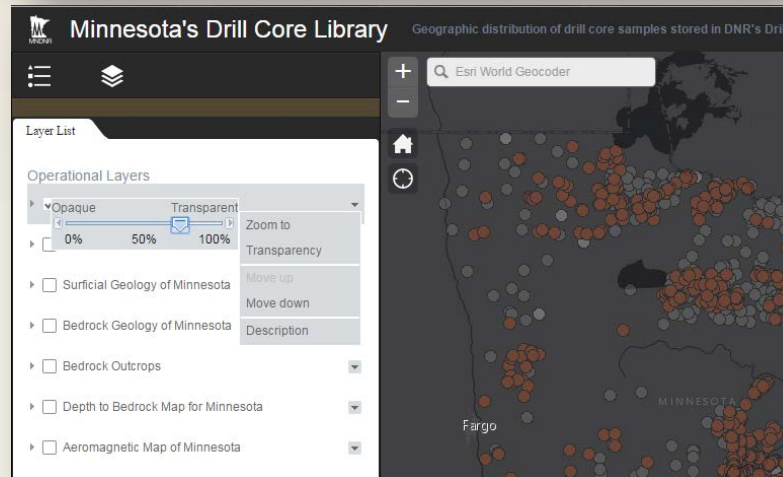 MNDNR
Minnesota's Drill Core Library
Geographic distribution of drill core samples stored in DNR's Dri
+
Esri World Geocoder
−
Layer List
Operational Layers
Opaque Transparent
0% 50% 100%
Zoom to
Transparency
Move up
Move down
Description
Surficial Geology of Minnesota
Bedrock Geology of Minnesota
Bedrock Outcrops
Depth to Bedrock Map for Minnesota
Aeromagnetic Map of Minnesota
MINNESOTA
Fargo